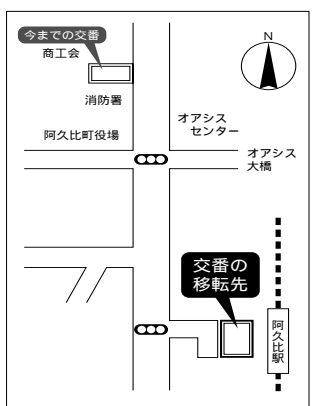 今までの交番
商工会
N
消防署
オアシス
センター
阿久比町役場
オアシス
大橋
交番の
移転先
阿久比駅